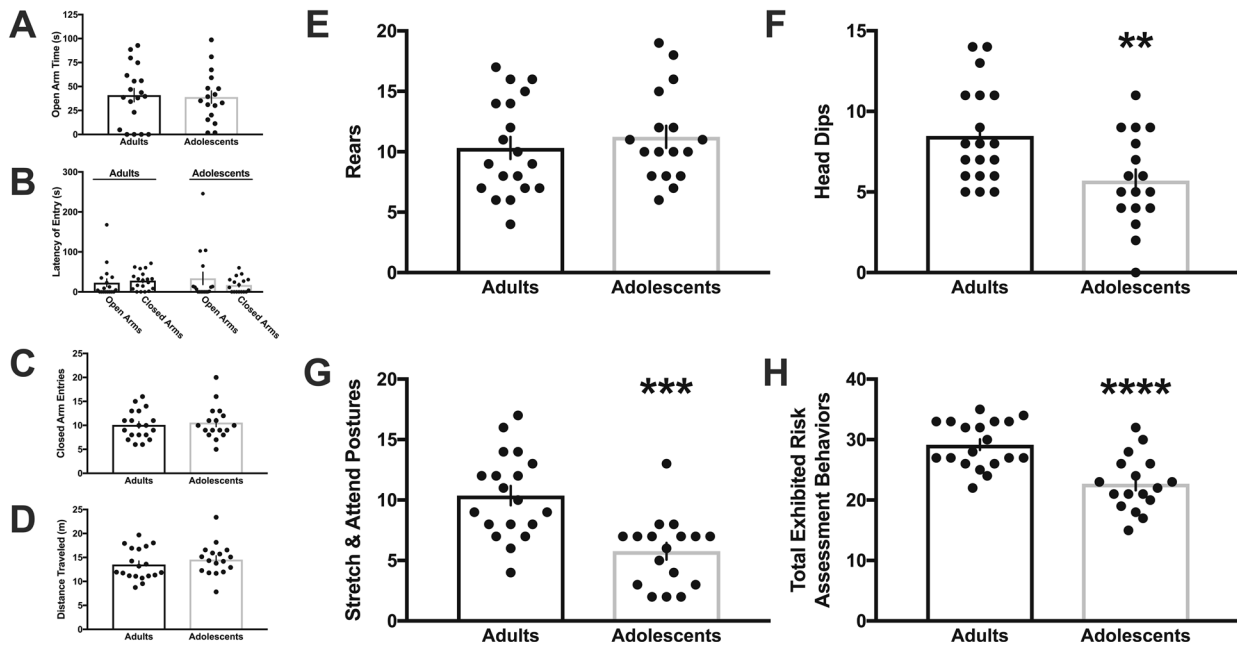 A
Open Arm Time (s)
125
100
75
50
25
0
Adults
Adolescents
B
Latency of Entry (s)
300
200
100
0
Adults
Adolescents
Open Arms
Closed Arms
Open Arms
Closed Arms
C
Closed Arm Entries
25
20
15
10
5
0
Adults
Adolescents
D
Distance Traveled (m)
25
20
15
10
5
0
Adults
Adolescents
E
Rears
20
15
10
5
0
Adults
Adolescents
F
Head Dips
15
10
5
0
**
Adults
Adolescents
G
Stretch & Attend Postures
20
15
10
5
0
***
Adults
Adolescents
H
Total Exhibited Risk
Assessment Behaviors
40
30
20
10
0
****
Adults
Adolescents